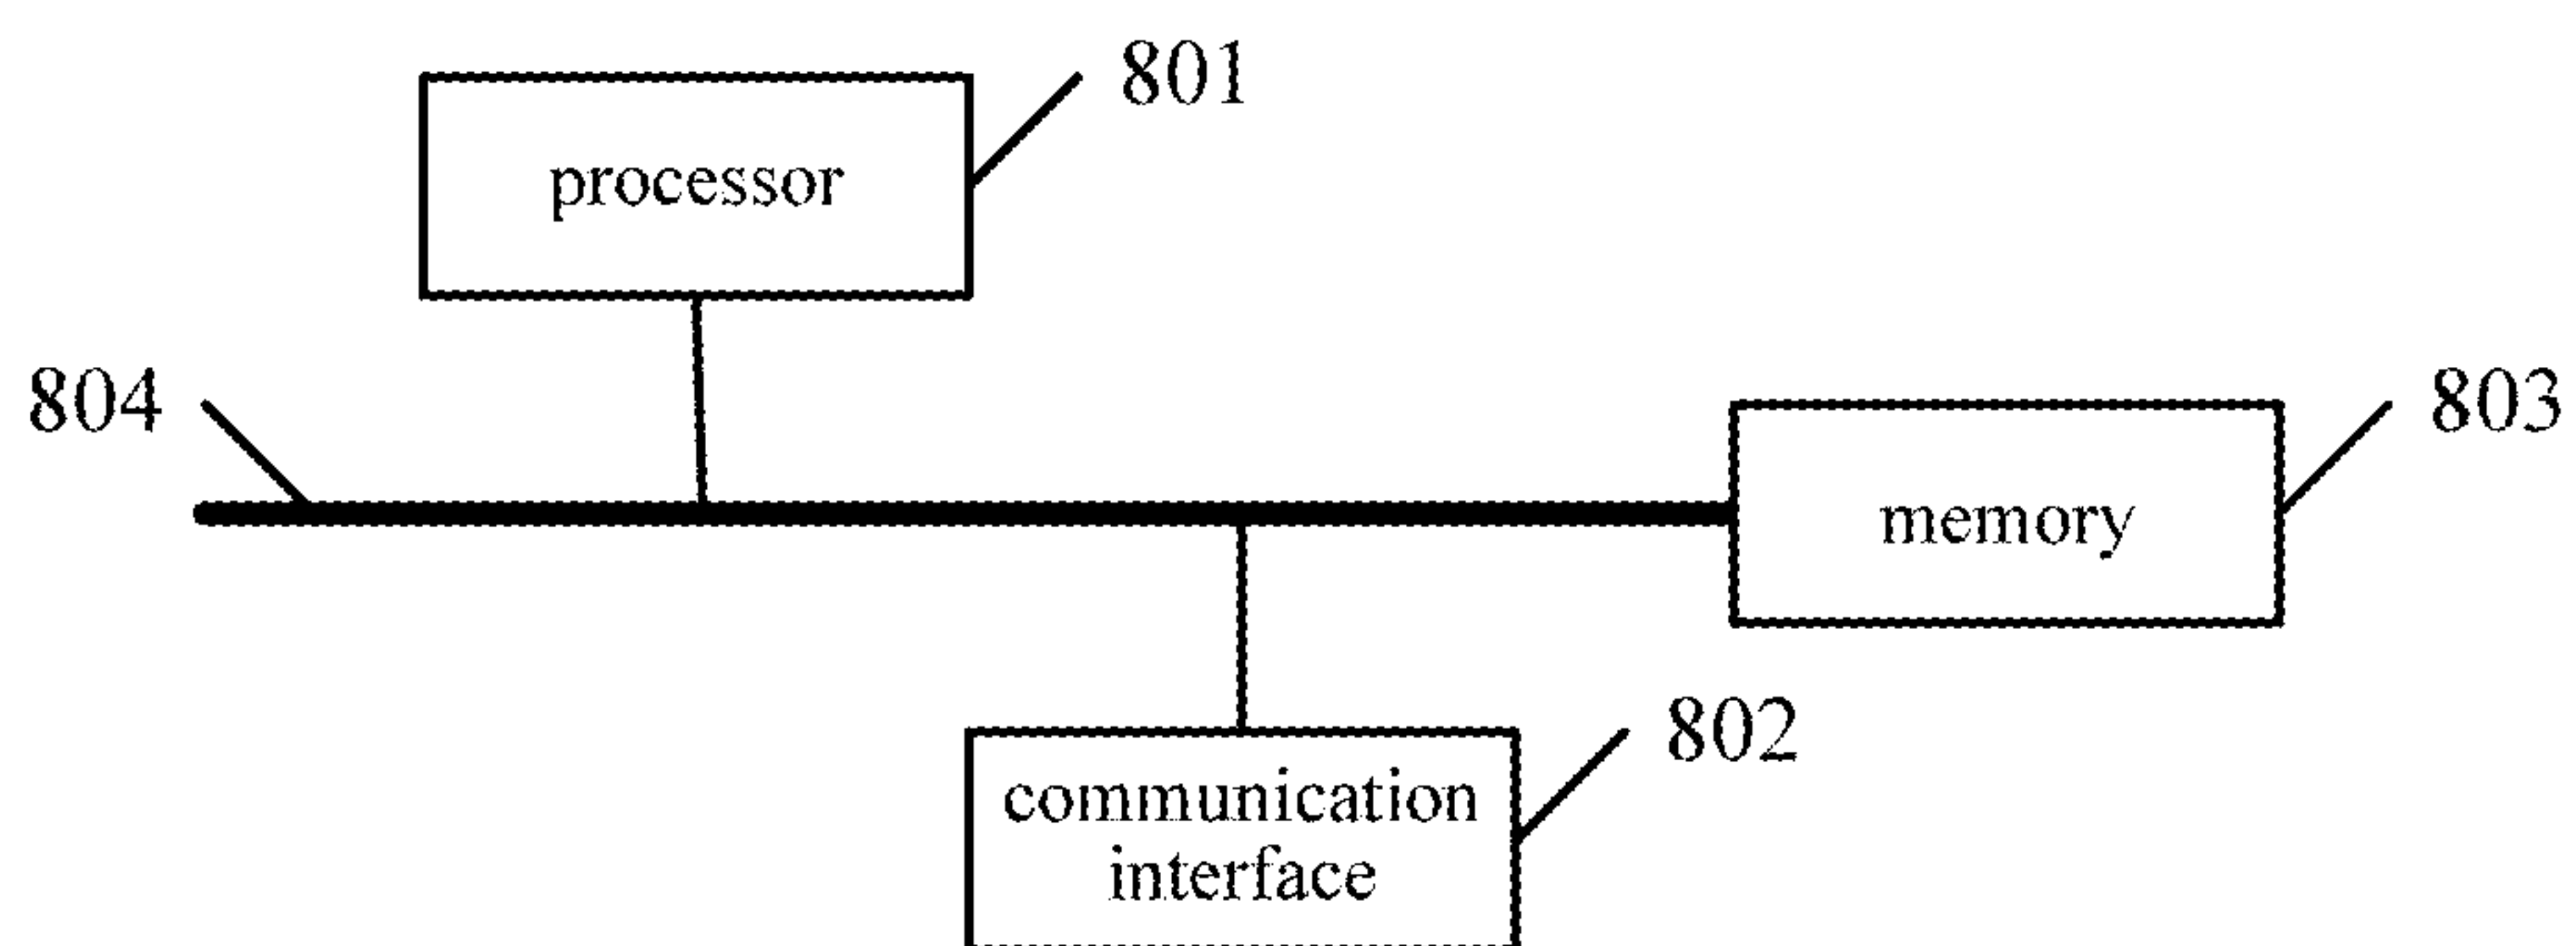 801
processor
804
803
memory
802
communication
interface